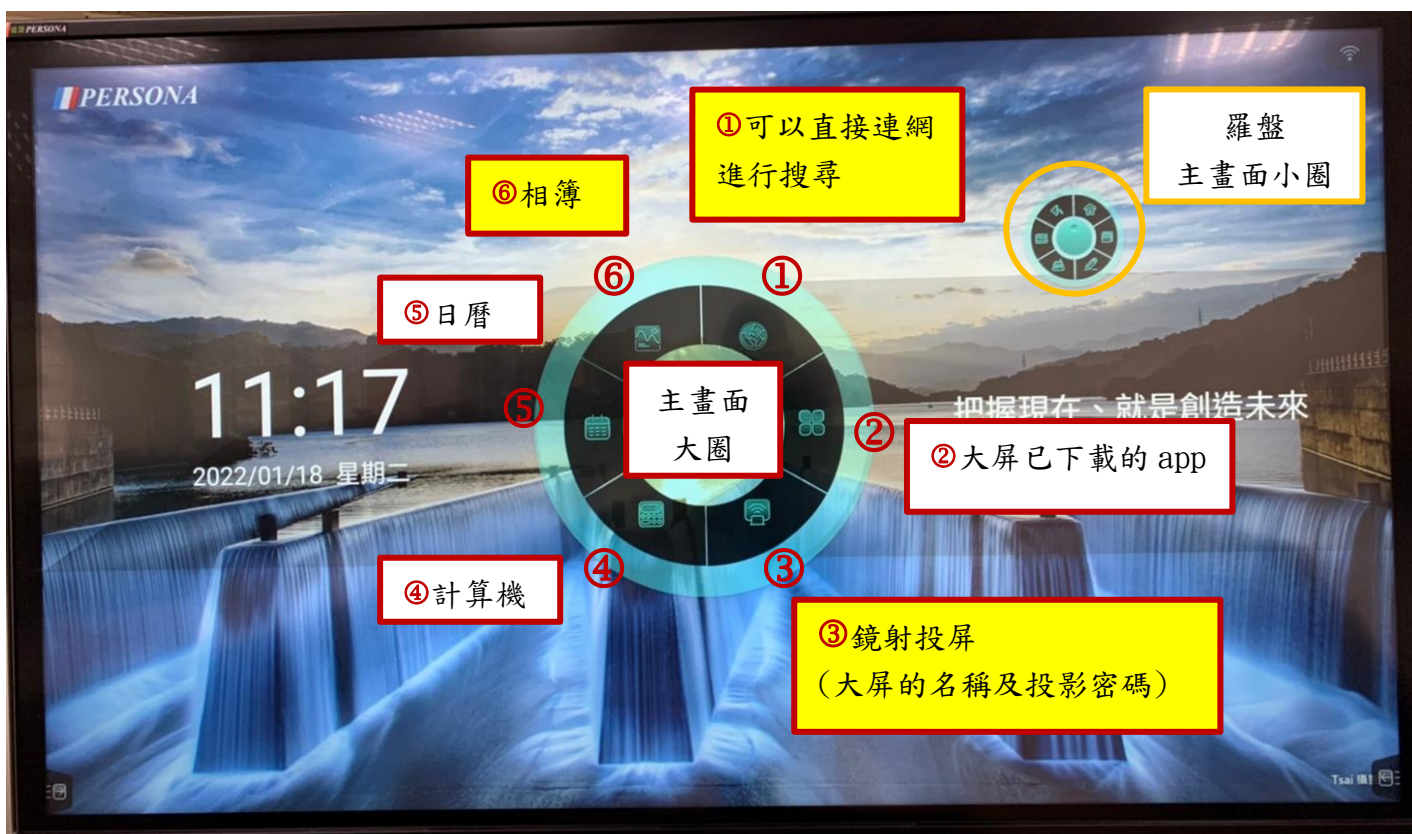 PERSONA
PERSONA
①可以直接連網
進行搜尋
羅盤
主畫面小圈
⑥相簿
⑥
①
⑤日曆
11:17
2022/01/18 星期二
⑤
主畫面
大圈
②
把握現在、就是創造未來
②大屏已下載的 app
④
③
④計算機
③鏡射投屏
(大屏的名稱及投影密碼)
Tsai